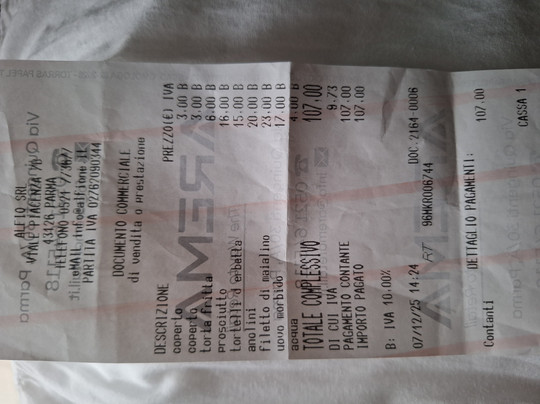 SRL
VIALE PIACENZA
43126 PARMA
TELEFONO 0521
EMAIL
PARTITA IVA 02762090344
DOCUMENTO COMMERCIALE
di vendita o prestazione
DESCRIZIONE PREZZO(E) IVA
coperto 3.00 B
coperto 3.00 B
torta fritta 6.00 B
prosciutto 16.00 B
tortelli erbetta 15.00 B
anolini 20.00 B
filetto di maialino 23.00 B
uovo morbido 17.00 B
acqua 4.00 B
TOTALE COMPLESSIVO 107,00
DI CUI IVA 9.73
PAGAMENTO CONTANTE 107.00
IMPORTO PAGATO 107.00
B: IVA 10.00%
07/12/25 14:24 DOC.2164-0006
RT 96MKR006744
DETTAGLIO PAGAMENTI:
Contanti 107.00
CASSA 1